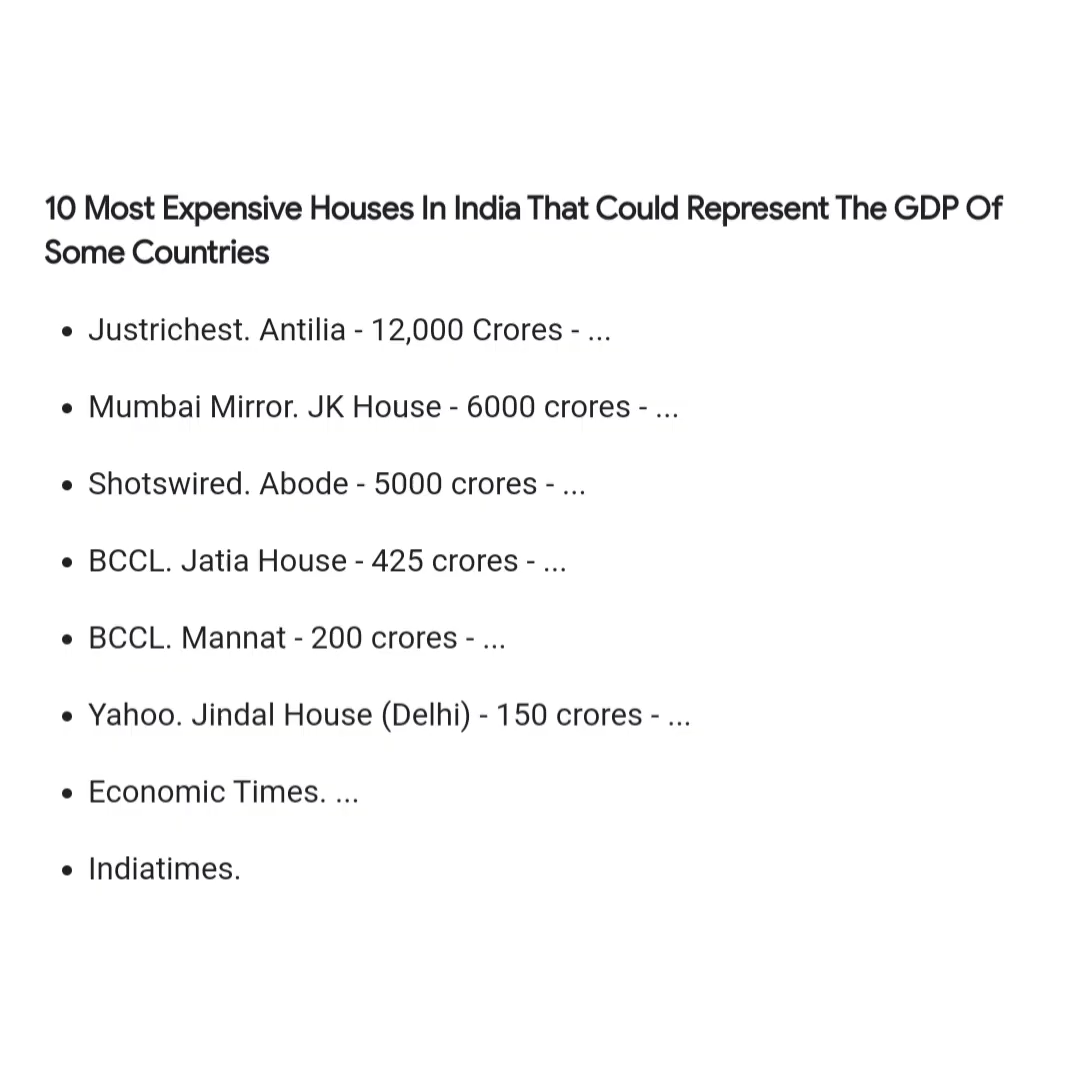 10 Most Expensive Houses In India That Could Represent The GDP Of
Some Countries
• Justrichest. Antilia - 12,000 Crores - ...
• Mumbai Mirror. JK House - 6000 crores - ...
• Shotswired. Abode - 5000 crores - ...
• BCCL. Jatia House - 425 crores - ...
• BCCL. Mannat - 200 crores - ...
• Yahoo. Jindal House (Delhi) - 150 crores - ...
• Economic Times. ...
• Indiatimes.